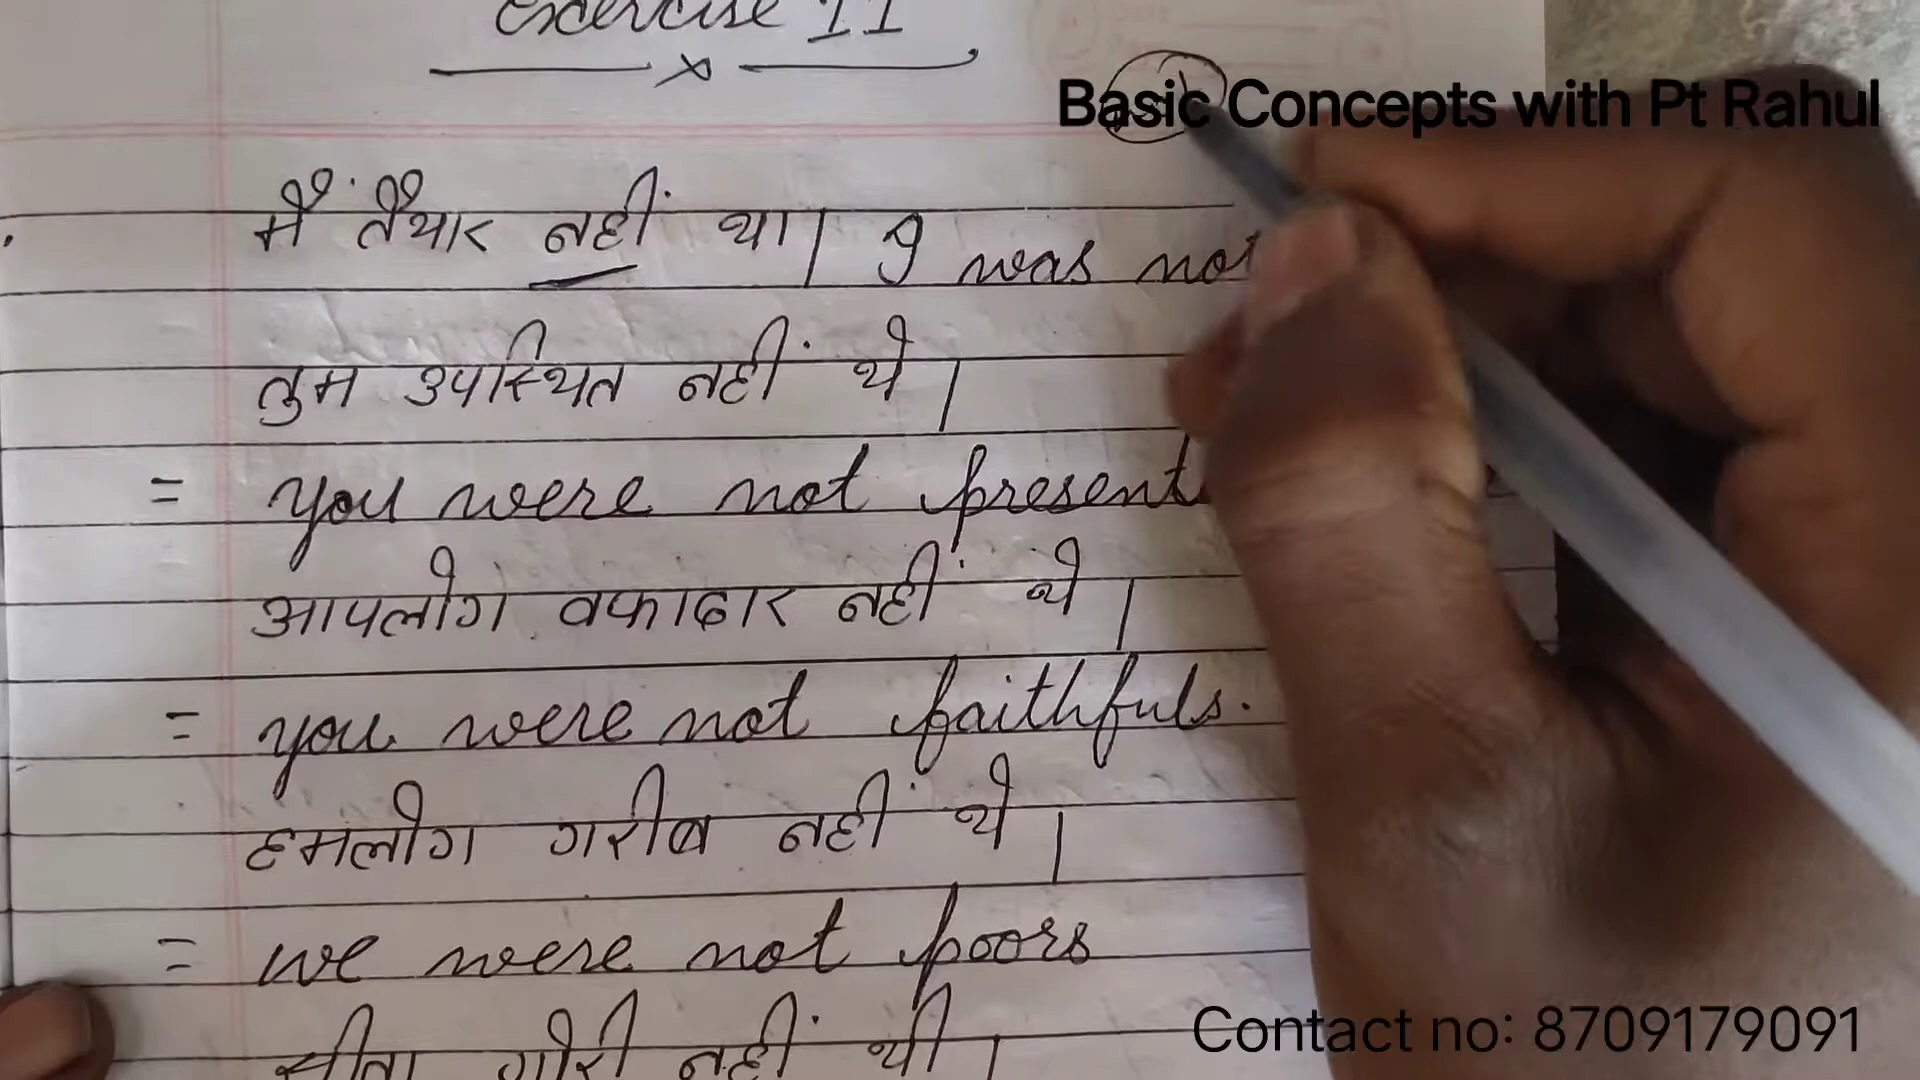 Exercise 11
Basic Concepts with Pt Rahul
मैं तैयार नहीं था। I was not
तुम उपस्थित नहीं थे।
= you were not present
आपलोग वफादार नहीं थे।
= you were not faithfuls.
हमलोग गरीब नहीं थे।
= we were not poors
सीता गोरी नहीं थी।
Contact no: 8709179091